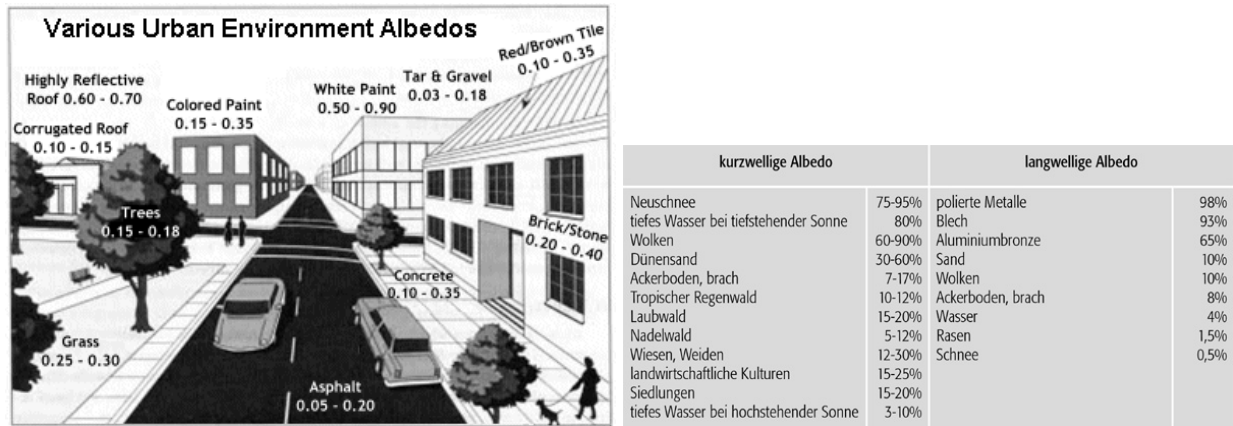 Various Urban Environment Albedos
Highly Reflective
Roof 0.60 - 0.70
Corrugated Roof
0.10 - 0.15
Colored Paint
0.15 - 0.35
White Paint
0.50 - 0.90
Tar & Gravel
0.03 - 0.18
Red/Brown Tile
0.10 - 0.35
Trees
0.15 - 0.18
Brick/Stone
0.20 - 0.40
Concrete
0.10 - 0.35
Grass
0.25 - 0.30
Asphalt
0.05 - 0.20
kurzwellige Albedo langwellige Albedo
Neuschnee 75-95% polierte Metalle 98%
tiefes Wasser bei tiefstehender Sonne 80% Blech 93%
Wolken 60-90% Aluminiumbronze 65%
Dünensand 30-60% Sand 10%
Ackerboden, brach 7-17% Wolken 10%
Tropischer Regenwald 10-12% Ackerboden, brach 8%
Laubwald 15-20% Wasser 4%
Nadelwald 5-12% Rasen 1,5%
Wiesen, Weiden 12-30% Schnee 0,5%
landwirtschaftliche Kulturen 15-25%
Siedlungen 15-20%
tiefes Wasser bei hochstehender Sonne 3-10%